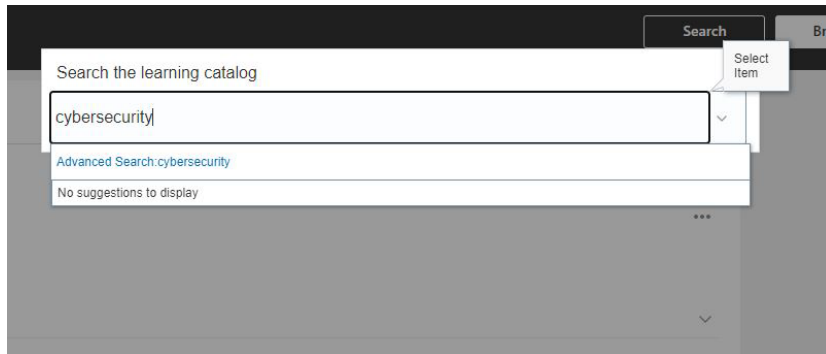 Search
Br
Select
Item
Search the learning catalog
cybersecurity
Advanced Search:cybersecurity
No suggestions to display